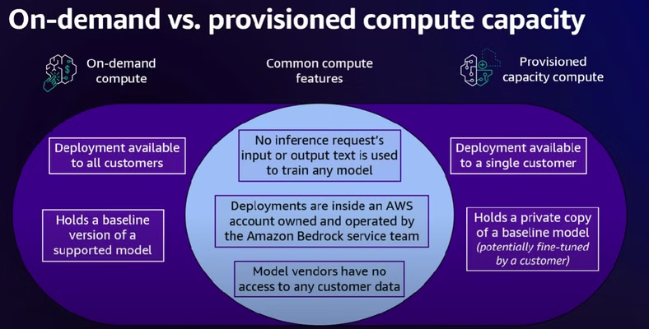 On-demand vs. provisioned compute capacity
On-demand
compute
Common compute
features
Provisioned
capacity compute
Deployment available
to all customers
Holds a baseline
version of a
supported model
No inference request's
input or output text is used
to train any model
Deployments are inside an AWS
account owned and operated by
the Amazon Bedrock service team
Model vendors have no
access to any customer data
Deployment available
to a single customer
Holds a private copy
of a baseline model
(potentially fine-tuned
by a customer)